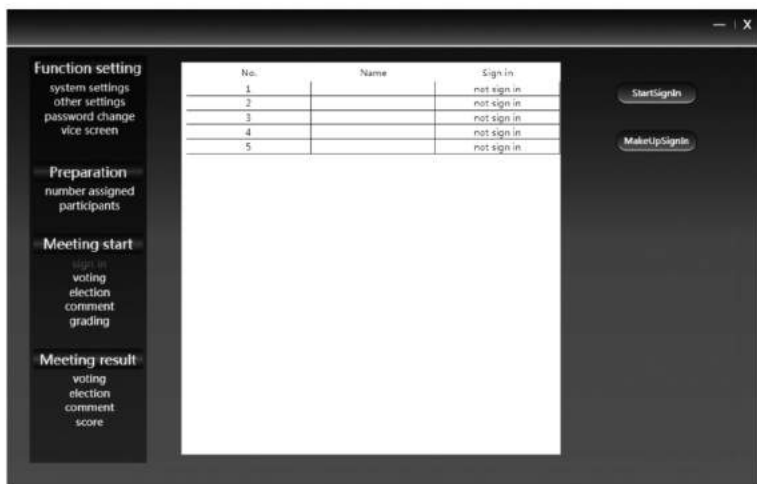 — | X
Function setting
system settings
other settings
password change
vice screen
Preparation
number assigned
participants
Meeting start
sign in
voting
election
comment
grading
Meeting result
voting
election
comment
score
No. Name Sign in
1 not sign in
2 not sign in
3 not sign in
4 not sign in
5 not sign in
StartSignIn
MakeUpSignIn